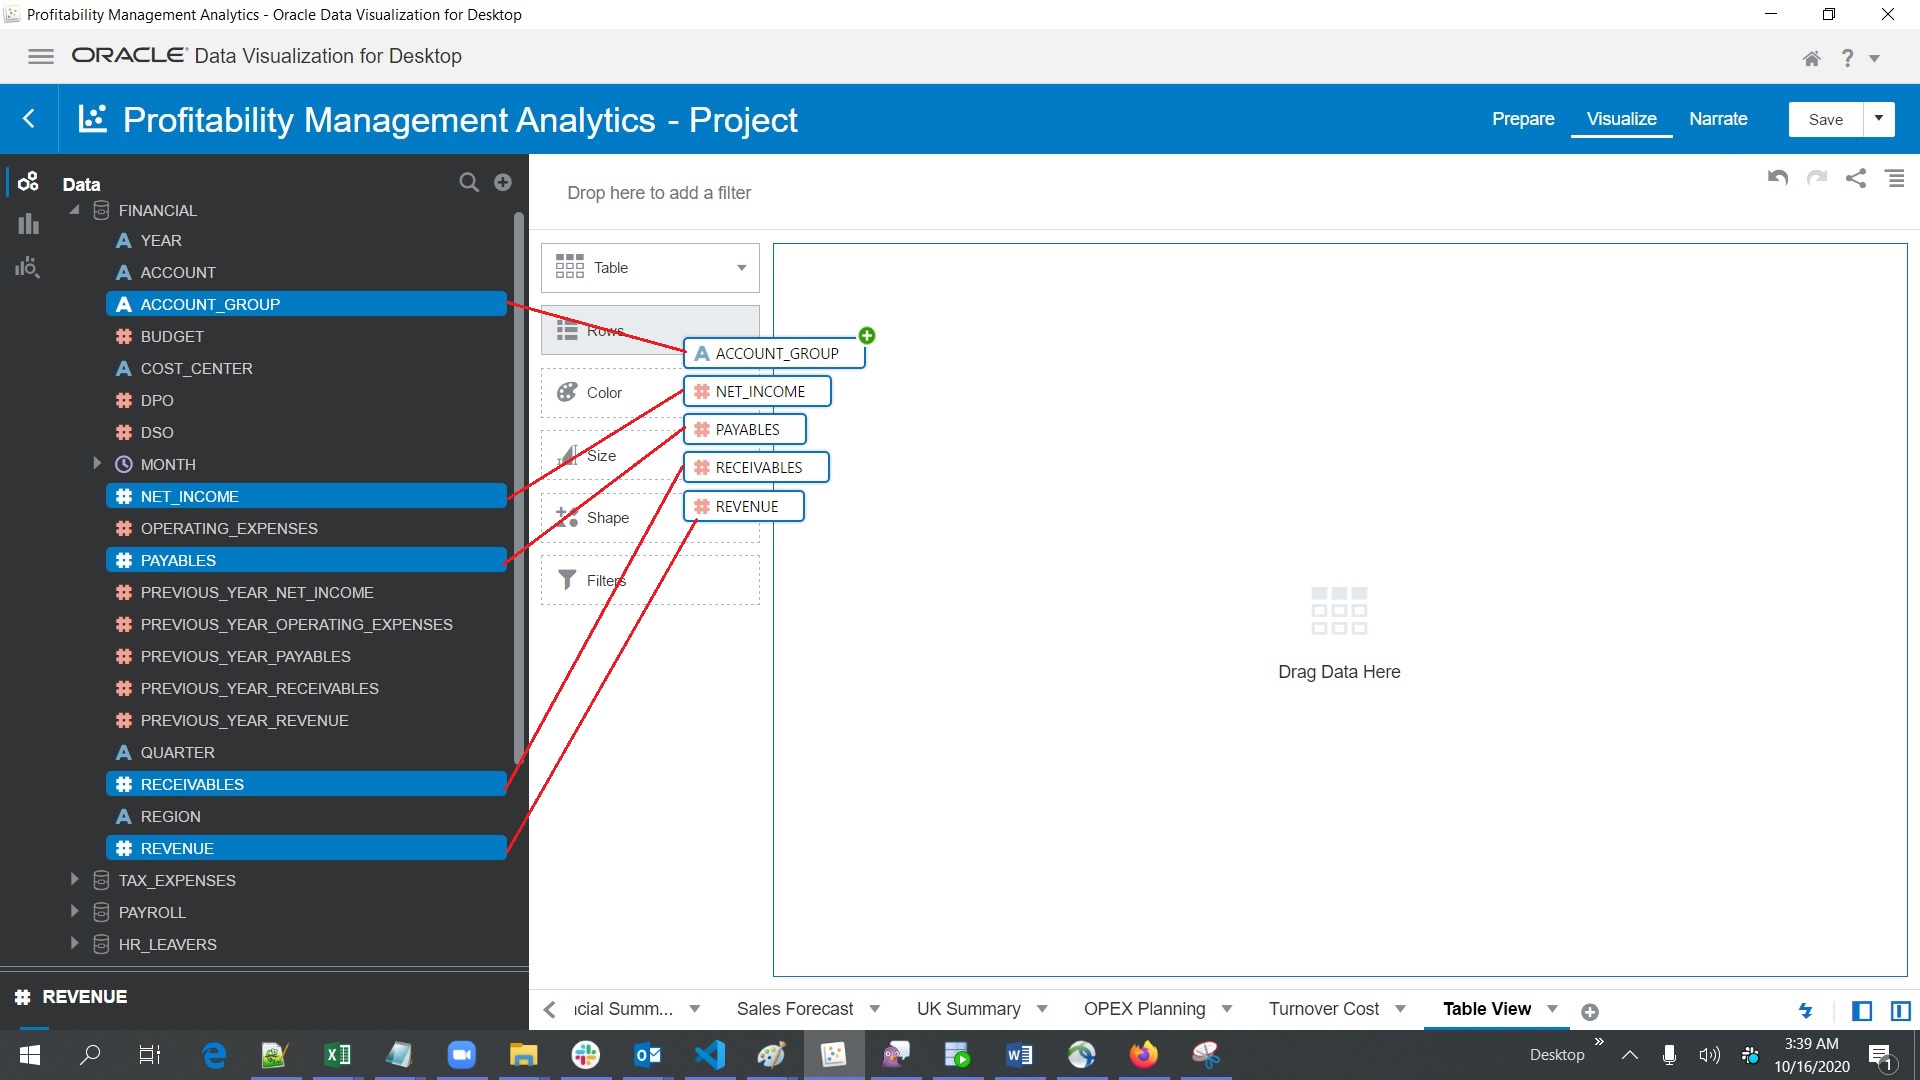 Profitability Management Analytics - Oracle Data Visualization for Desktop
ORACLE Data Visualization for Desktop
?
Profitability Management Analytics - Project
Prepare
Visualize
Narrate
Save
Data
FINANCIAL
A YEAR
A ACCOUNT
A ACCOUNT_GROUP
# BUDGET
A COST_CENTER
# DPO
# DSO
MONTH
# NET_INCOME
# OPERATING_EXPENSES
# PAYABLES
# PREVIOUS_YEAR_NET_INCOME
# PREVIOUS_YEAR_OPERATING_EXPENSES
# PREVIOUS_YEAR_PAYABLES
# PREVIOUS_YEAR_RECEIVABLES
# PREVIOUS_YEAR_REVENUE
A QUARTER
# RECEIVABLES
A REGION
# REVENUE
TAX_EXPENSES
PAYROLL
HR_LEAVERS
# REVENUE
Drop here to add a filter
Table
Rows
Color
Size
Shape
Filters
A ACCOUNT_GROUP
# NET_INCOME
# PAYABLES
# RECEIVABLES
# REVENUE
Drag Data Here
cial Summ...
Sales Forecast
UK Summary
OPEX Planning
Turnover Cost
Table View
Desktop
3:39 AM
10/16/2020
1